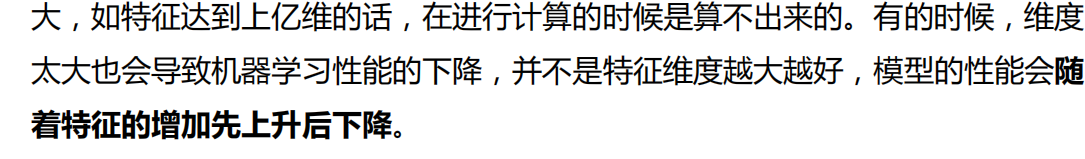 大，如特征达到上亿维的话，在进行计算的时候是算不出来的。有的时候，维度
太大也会导致机器学习性能的下降，并不是特征维度越大越好，模型的性能会随
着特征的增加先上升后下降。